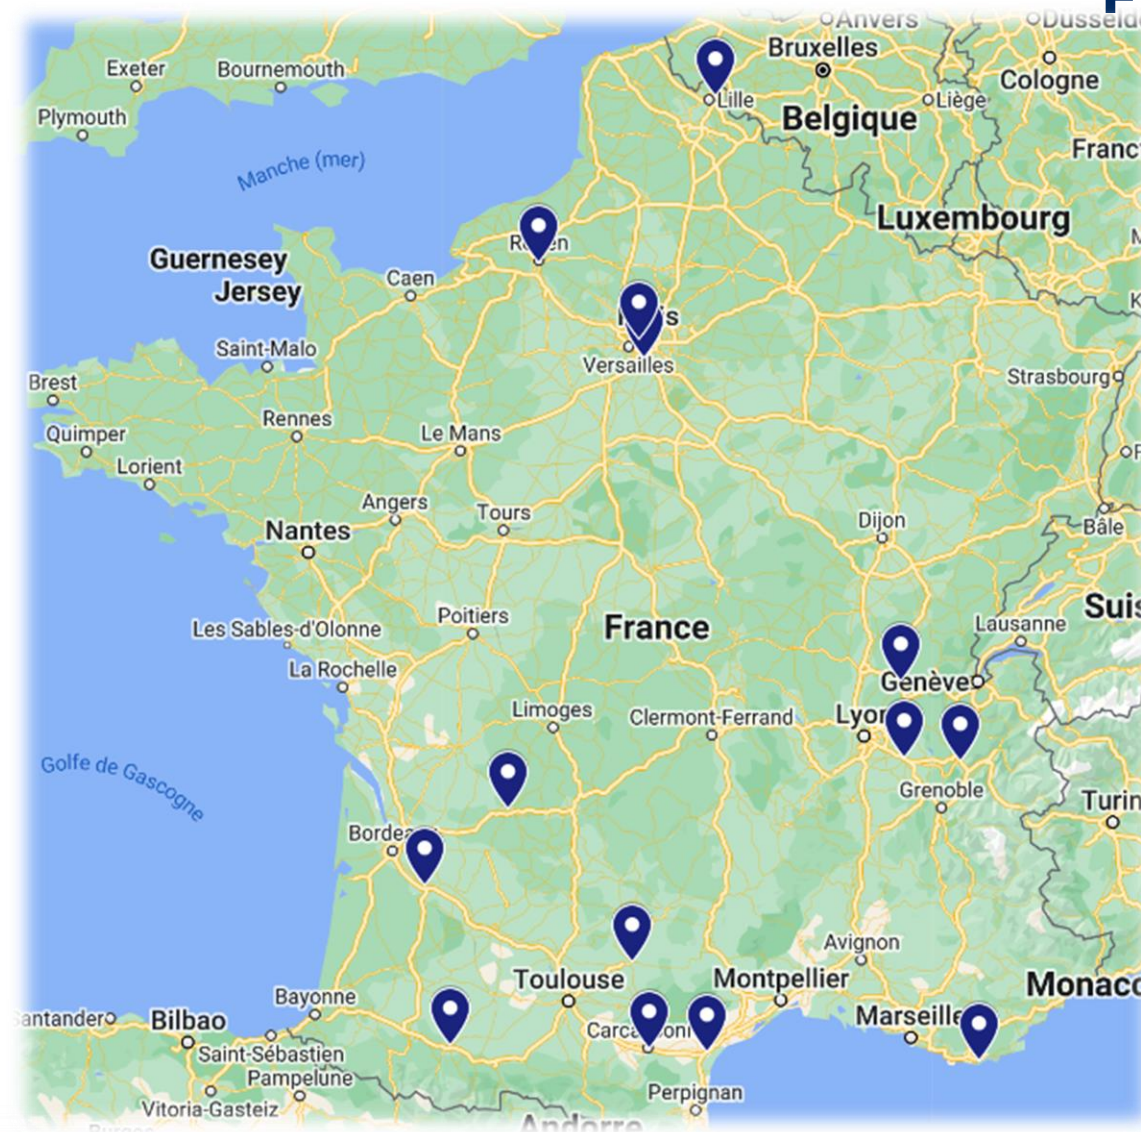 Anvers
Düsseld
Bruxelles
Exeter
Bournemouth
Cologne
Lille
Liège
Plymouth
Belgique
Franc
Manche (mer)
Luxembourg
Guernesey
Jersey
Caen
Saint-Malo
Versailles
Brest
Strasbourg
Rennes
Quimper
Le Mans
Lorient
Angers
Tours
Dijon
Bâle
Nantes
Poitiers
France
Suis
Lausanne
Les Sables-d'Olonne
La Rochelle
Genève
Limoges
Clermont-Ferrand
Lyon
Golfe de Gascogne
Grenoble
Turin
Avignon
Toulouse
Montpellier
Monaco
Bayonne
Marseille
Bilbao
Saint-Sébastien
Pampelune
Perpignan
Vitoria-Gasteiz